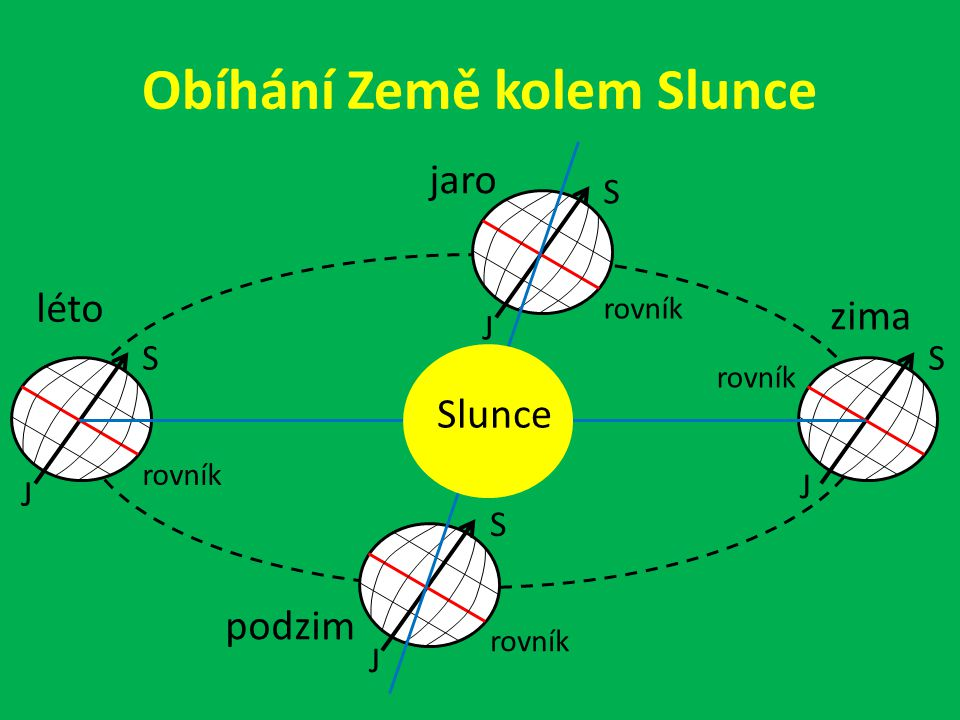 Obíhání Země kolem Slunce
jaro
S
rovník
J
léto
S
rovník
J
zima
S
rovník
J
Slunce
S
podzim
rovník
J